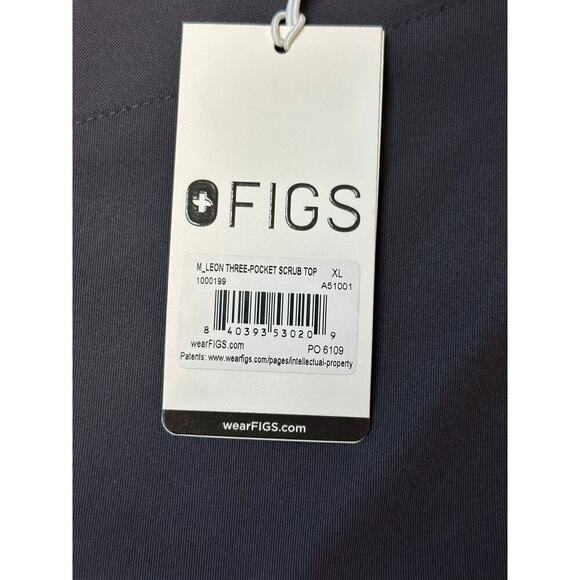 FIGS
M_LEON THREE-POCKET SCRUB TOP XL
1000199 A51001
8 40393 53020 9
wearFIGS.com PO 6109
Patents: www.wearfigs.com/pages/intellectual-property
wearFIGS.com